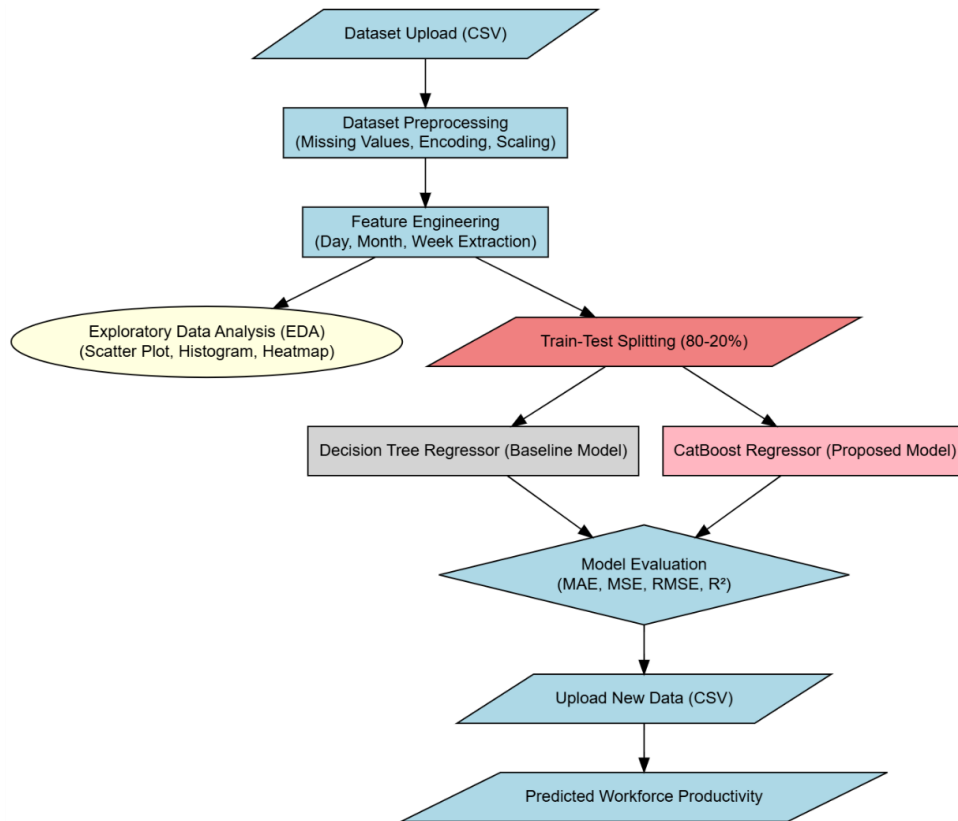 Dataset Upload (CSV)
Dataset Preprocessing
(Missing Values, Encoding, Scaling)
Feature Engineering
(Day, Month, Week Extraction)
Exploratory Data Analysis (EDA)
(Scatter Plot, Histogram, Heatmap)
Train-Test Splitting (80-20%)
Decision Tree Regressor (Baseline Model)
CatBoost Regressor (Proposed Model)
Model Evaluation
(MAE, MSE, RMSE, R²)
Upload New Data (CSV)
Predicted Workforce Productivity